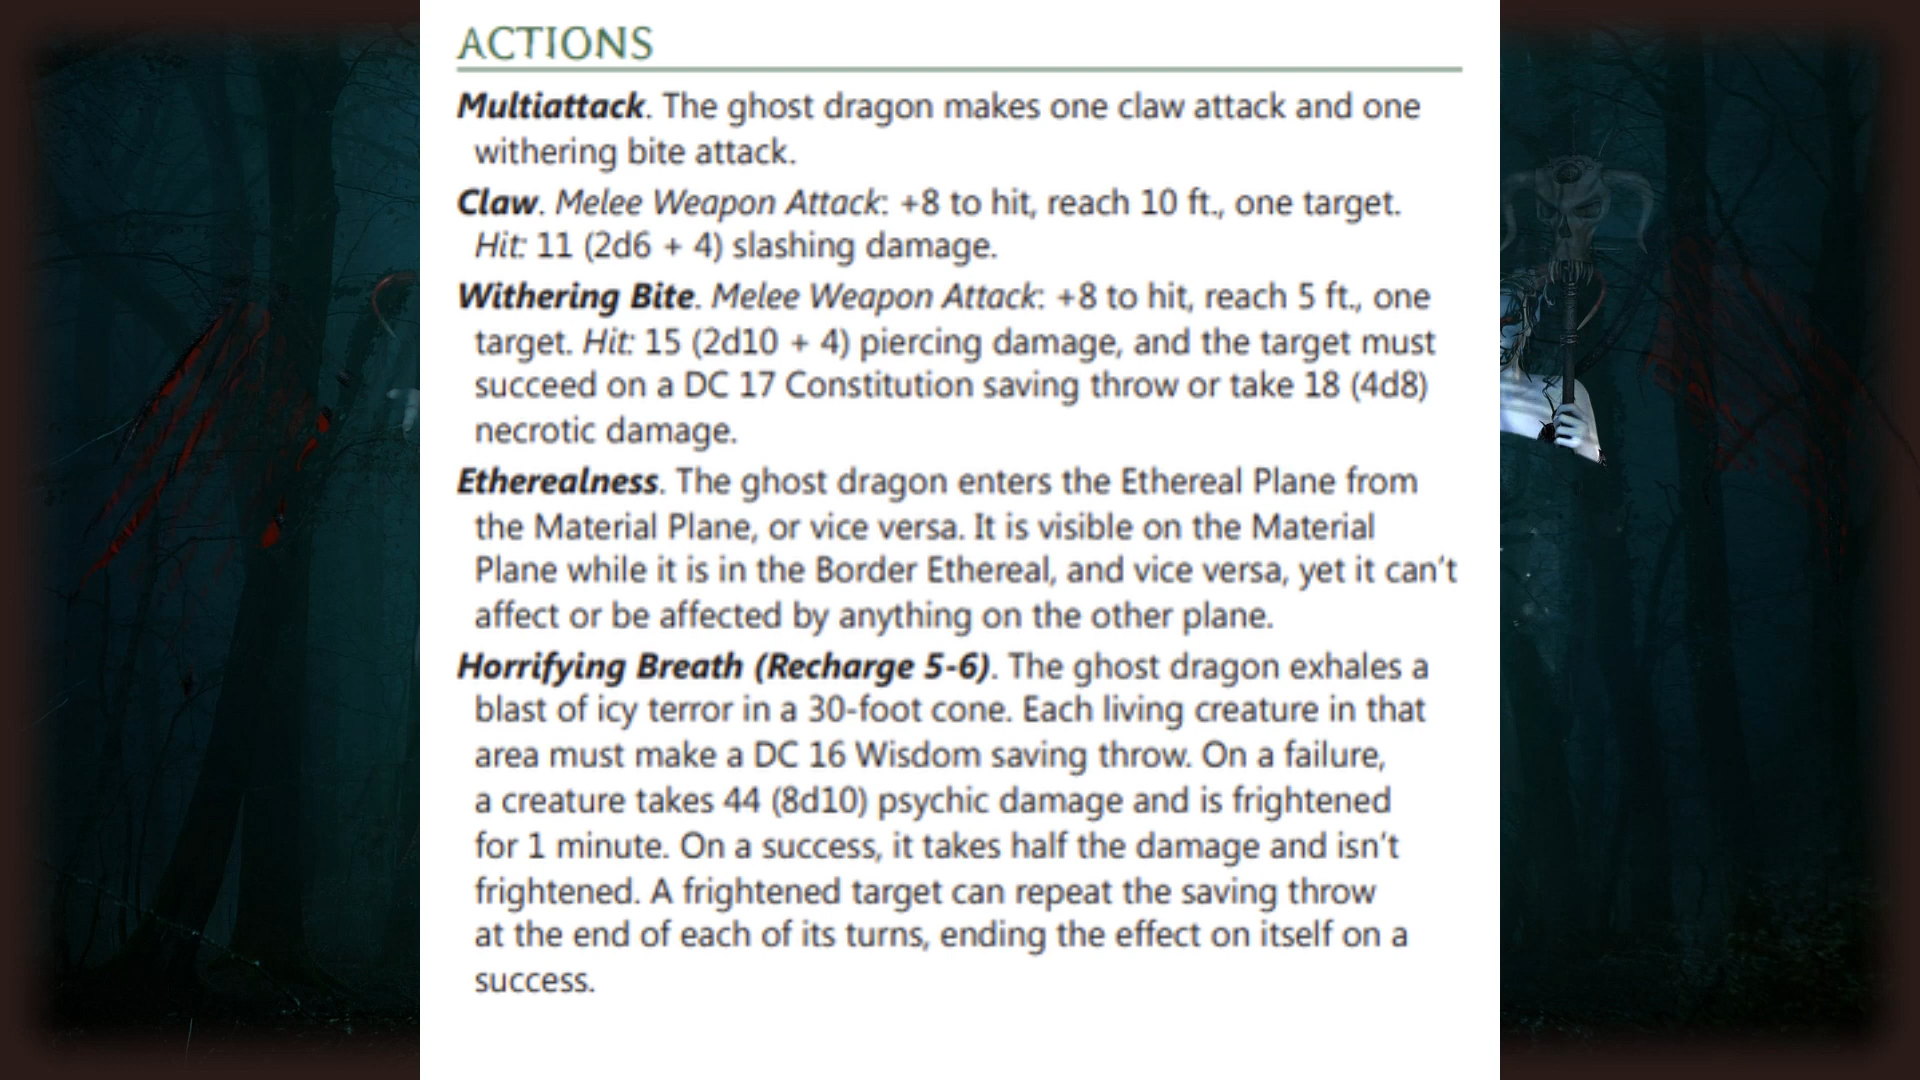 ACTIONS
Multiattack. The ghost dragon makes one claw attack and one
withering bite attack.
Claw. Melee Weapon Attack: +8 to hit, reach 10 ft., one target.
Hit: 11 (2d6 + 4) slashing damage.
Withering Bite. Melee Weapon Attack: +8 to hit, reach 5 ft., one
target. Hit: 15 (2d10 + 4) piercing damage, and the target must
succeed on a DC 17 Constitution saving throw or take 18 (4d8)
necrotic damage.
Etherealness. The ghost dragon enters the Ethereal Plane from
the Material Plane, or vice versa. It is visible on the Material
Plane while it is in the Border Ethereal, and vice versa, yet it can’t
affect or be affected by anything on the other plane.
Horrifying Breath (Recharge 5-6). The ghost dragon exhales a
blast of icy terror in a 30-foot cone. Each living creature in that
area must make a DC 16 Wisdom saving throw. On a failure,
a creature takes 44 (8d10) psychic damage and is frightened
for 1 minute. On a success, it takes half the damage and isn’t
frightened. A frightened target can repeat the saving throw
at the end of each of its turns, ending the effect on itself on a
success.